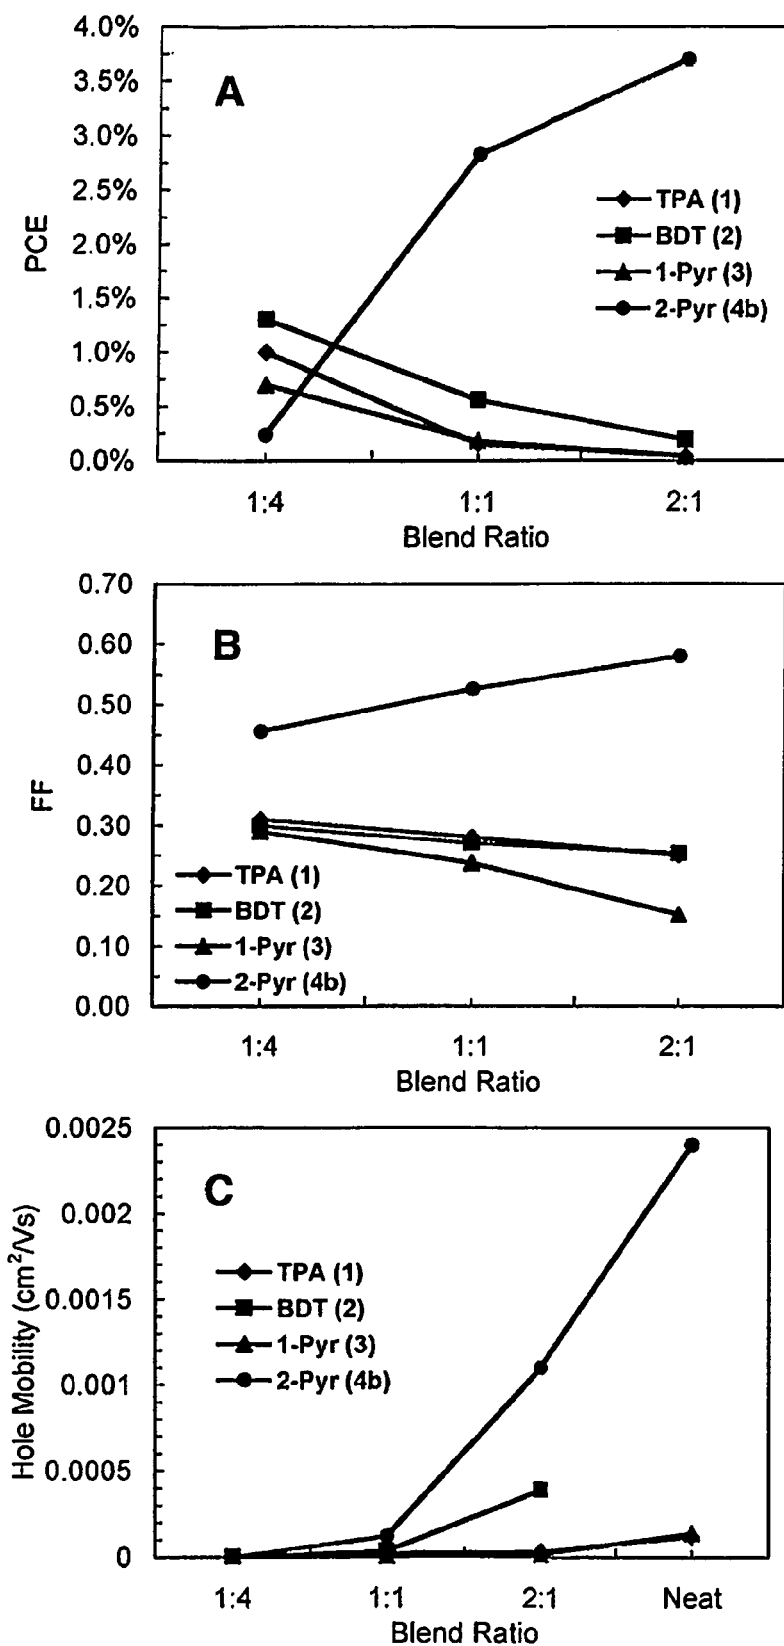 4.0%
A
3.5%
3.0%
2.5%
2.0%
1.5%
1.0%
0.5%
0.0%
PCE
TPA (1)
BDT (2)
1-Pyr (3)
2-Pyr (4b)
1:4 1:1 2:1
Blend Ratio
0.70
B
0.60
0.50
0.40
0.30
0.20
0.10
0.00
FF
TPA (1)
BDT (2)
1-Pyr (3)
2-Pyr (4b)
1:4 1:1 2:1
Blend Ratio
0.0025
C
0.002
0.0015
0.001
0.0005
0
Hole Mobility (cm²/Vs)
TPA (1)
BDT (2)
1-Pyr (3)
2-Pyr (4b)
1:4 1:1 2:1 Neat
Blend Ratio